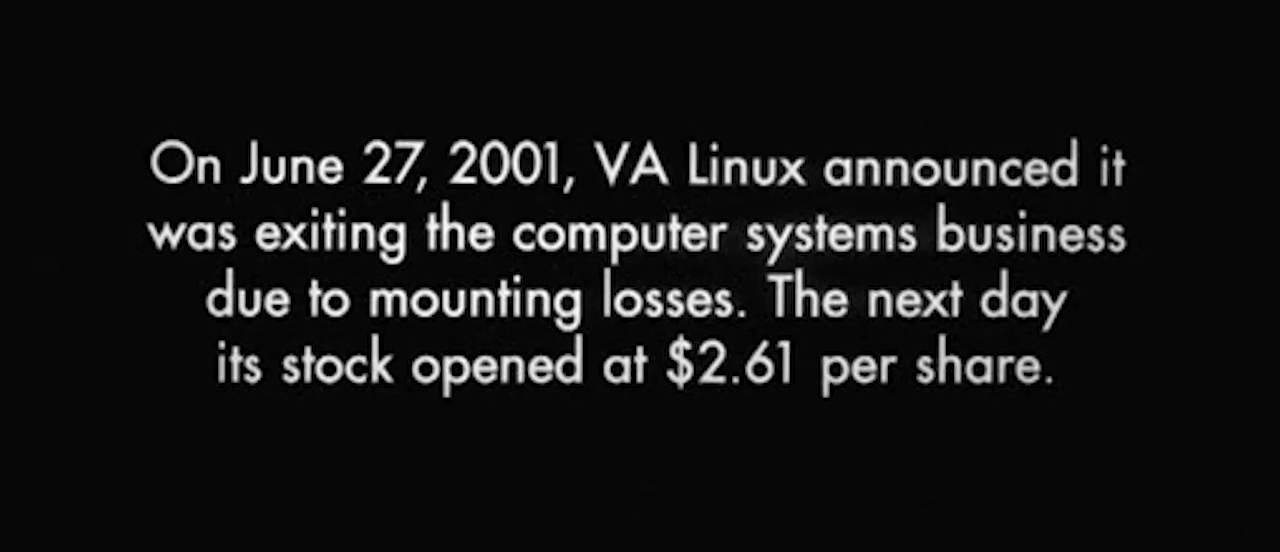 On June 27, 2001, VA Linux announced it
was exiting the computer systems business
due to mounting losses. The next day
its stock opened at $2.61 per share.